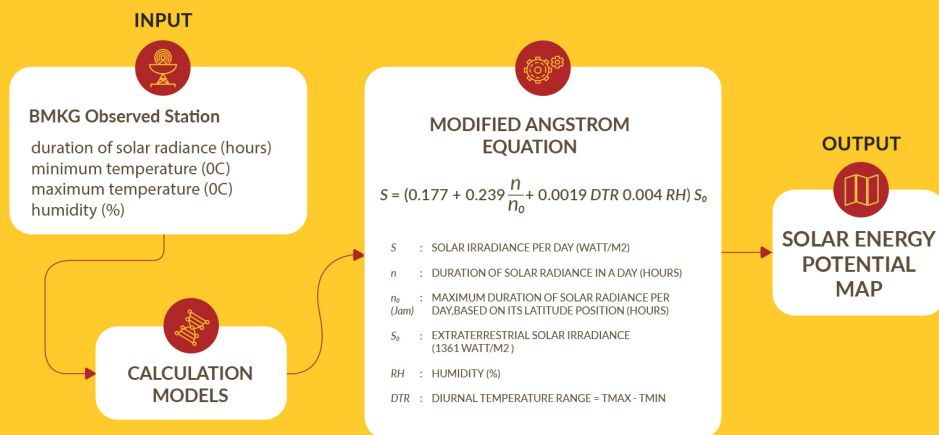 INPUT
BMKG Observed Station
duration of solar radiance (hours)
minimum temperature (0C)
maximum temperature (0C)
humidity (%)
CALCULATION
MODELS
MODIFIED ANGSTROM
EQUATION
S = (0.177 + 0.239 n/n₀ + 0.0019 DTR 0.004 RH) S₀
S : SOLAR IRRADIANCE PER DAY (WATT/M2)
n : DURATION OF SOLAR RADIANCE IN A DAY (HOURS)
n₀ : MAXIMUM DURATION OF SOLAR RADIANCE PER
(Jam) DAY,BASED ON ITS LATITUDE POSITION (HOURS)
S₀ : EXTRATERRESTRIAL SOLAR IRRADIANCE
(1361 WATT/M2 )
RH : HUMIDITY (%)
DTR : DIURNAL TEMPERATURE RANGE = TMAX - TMIN
OUTPUT
SOLAR ENERGY
POTENTIAL
MAP